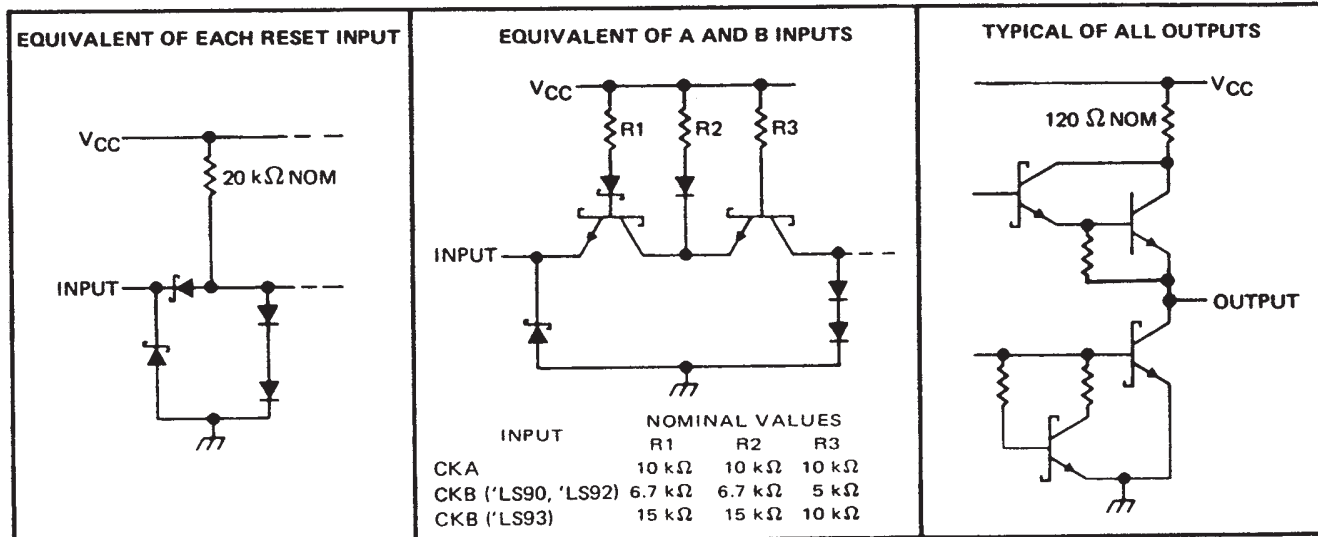 EQUIVALENT OF EACH RESET INPUT
VCC
20 kΩ NOM
INPUT
EQUIVALENT OF A AND B INPUTS
VCC
R1 R2 R3
INPUT
NOMINAL VALUES
INPUT R1 R2 R3
CKA 10 kΩ 10 kΩ 10 kΩ
CKB ('LS90, 'LS92) 6.7 kΩ 6.7 kΩ 5 kΩ
CKB ('LS93) 15 kΩ 15 kΩ 10 kΩ
TYPICAL OF ALL OUTPUTS
VCC
120 Ω NOM
OUTPUT